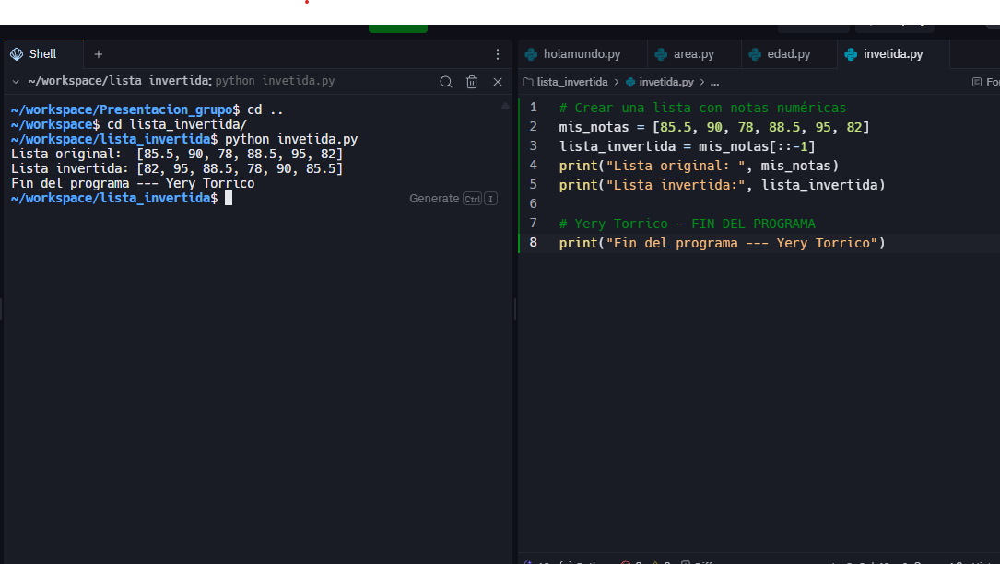 Shell
~/workspace/lista_invertida: python invetida.py
~/workspace/Presentacion_grupo$ cd ..
~/workspace$ cd lista_invertida/
~/workspace/lista_invertida$ python invetida.py
Lista original:  [85.5, 90, 78, 88.5, 95, 82]
Lista invertida: [82, 95, 88.5, 78, 90, 85.5]
Fin del programa --- Yery Torrico
~/workspace/lista_invertida$
Generate Ctrl I
holamundo.py area.py edad.py invetida.py
lista_invertida > invetida.py > ...
1 # Crear una lista con notas numéricas
2 mis_notas = [85.5, 90, 78, 88.5, 95, 82]
3 lista_invertida = mis_notas[::-1]
4 print("Lista original: ", mis_notas)
5 print("Lista invertida:", lista_invertida)
6
7 # Yery Torrico - FIN DEL PROGRAMA
8 print("Fin del programa --- Yery Torrico")